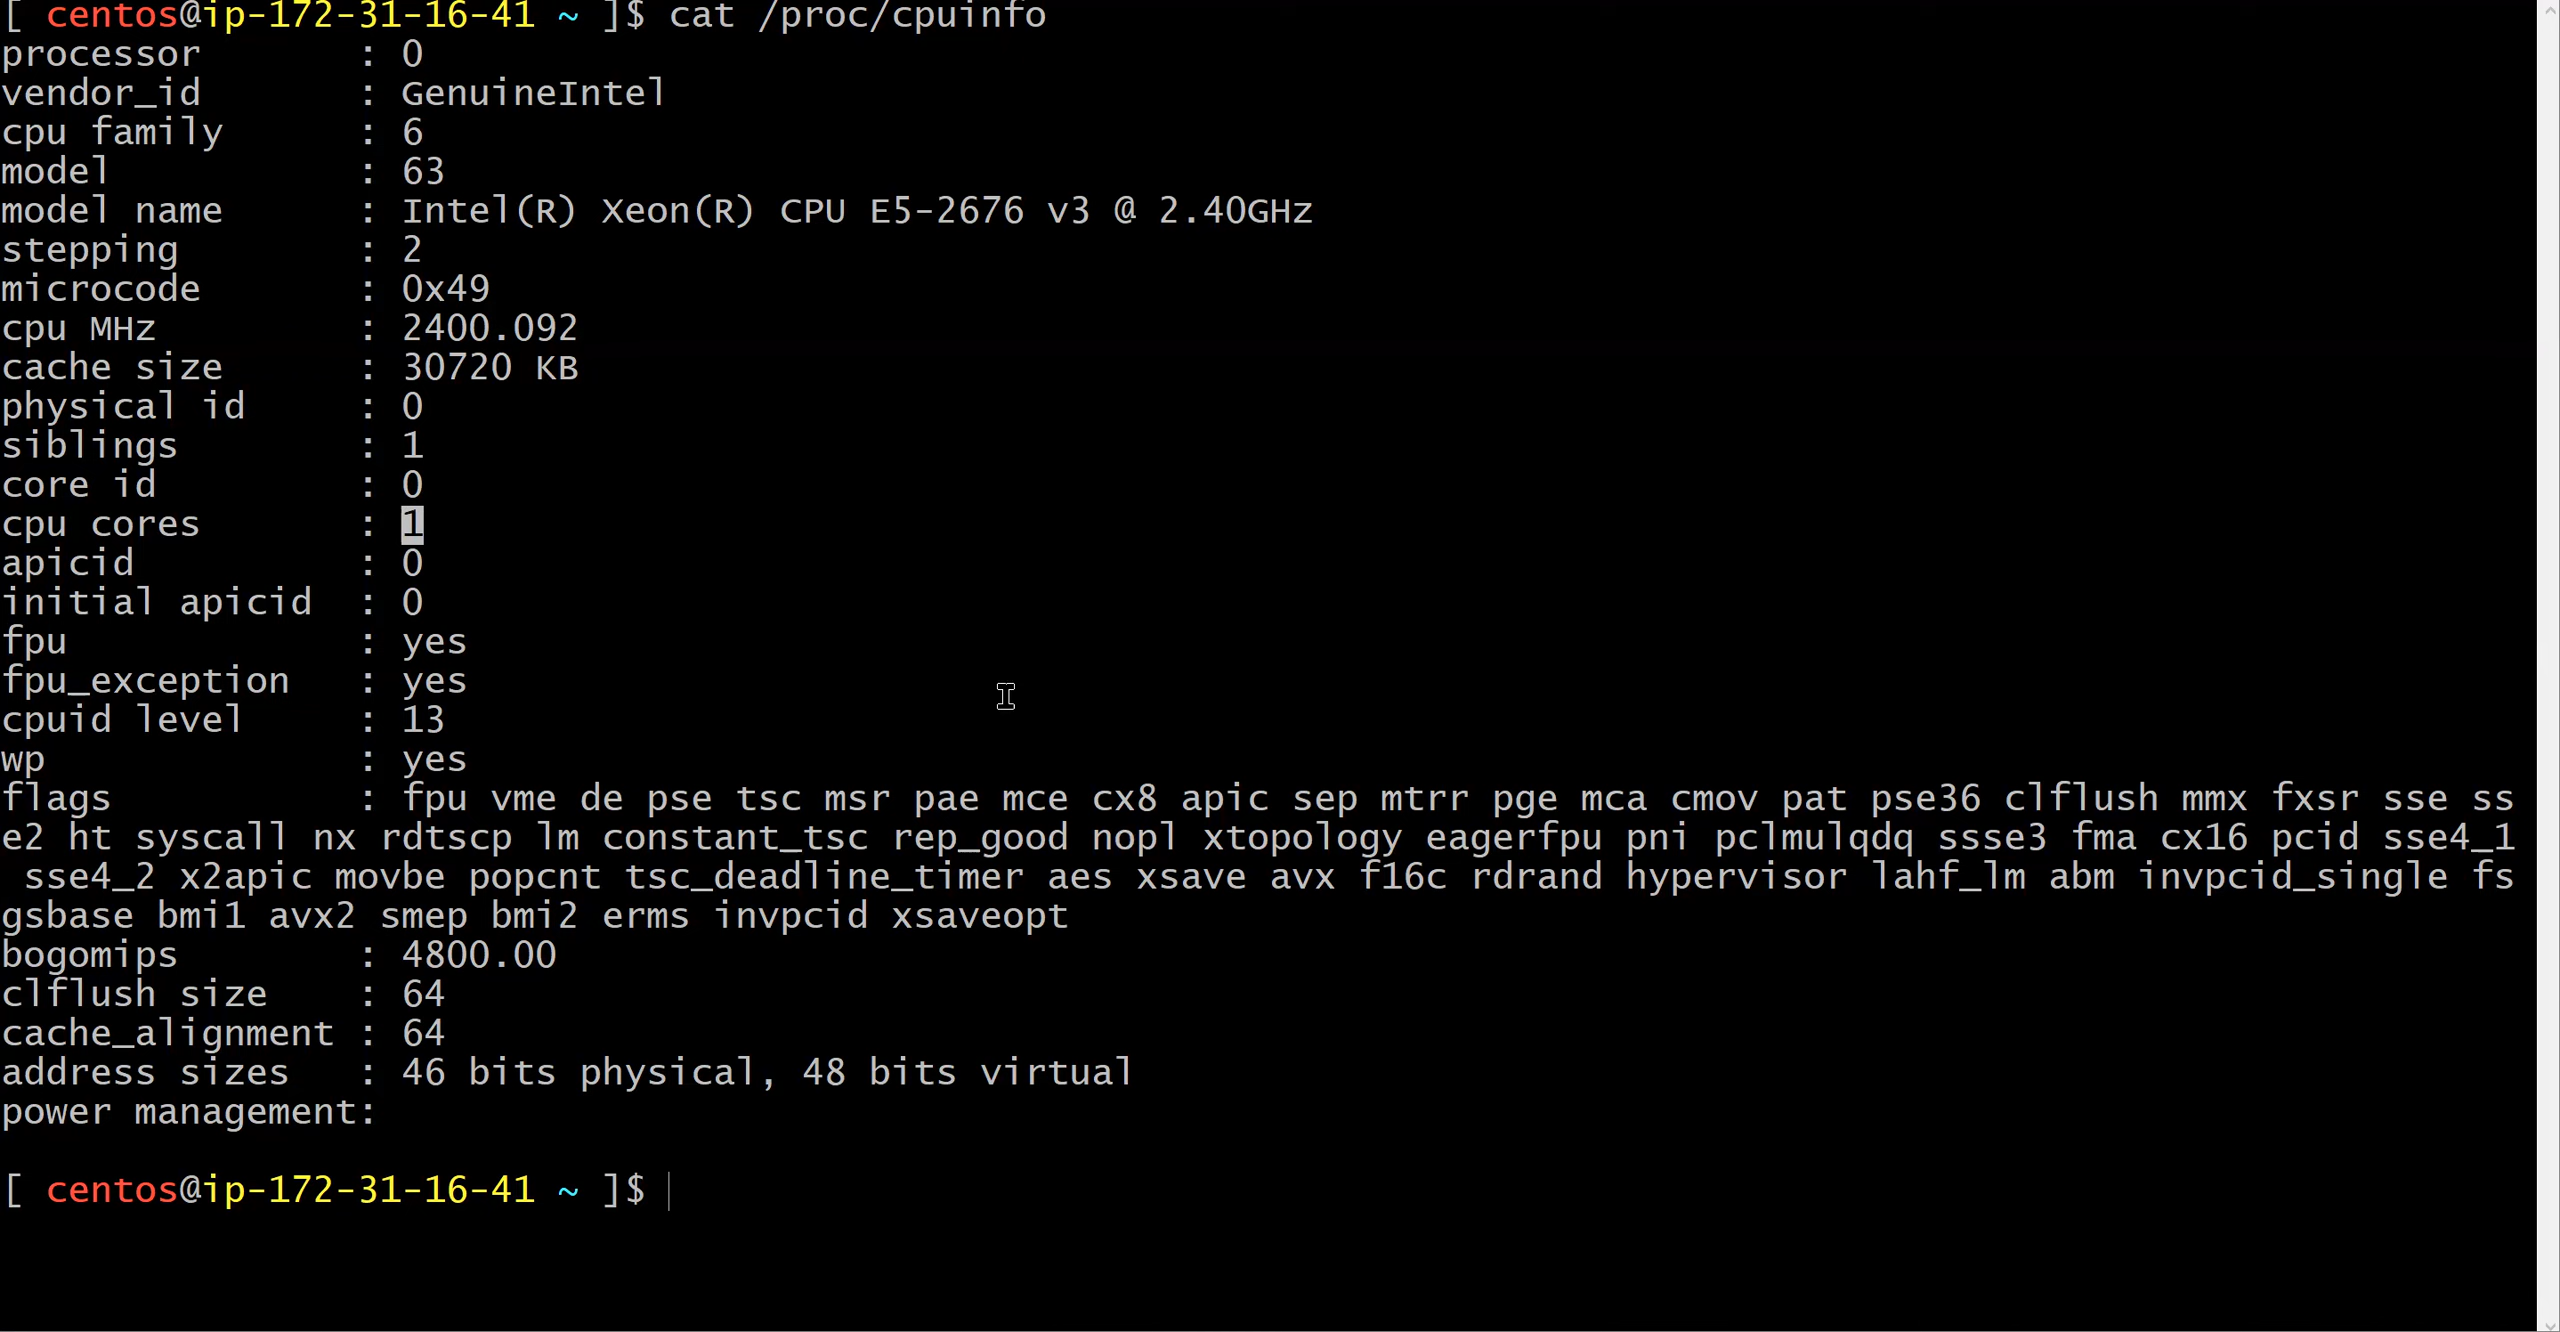 [ centos@ip-172-31-16-41 ~ ]$ cat /proc/cpuinfo
processor       : 0
vendor_id       : GenuineIntel
cpu family      : 6
model           : 63
model name      : Intel(R) Xeon(R) CPU E5-2676 v3 @ 2.40GHz
stepping        : 2
microcode       : 0x49
cpu MHz         : 2400.092
cache size      : 30720 KB
physical id     : 0
siblings        : 1
core id         : 0
cpu cores       : 1
apicid          : 0
initial apicid  : 0
fpu             : yes
fpu_exception   : yes
cpuid level     : 13
wp              : yes
flags           : fpu vme de pse tsc msr pae mce cx8 apic sep mtrr pge mca cmov pat pse36 clflush mmx fxsr sse ss
e2 ht syscall nx rdtscp lm constant_tsc rep_good nopl xtopology eagerfpu pni pclmulqdq ssse3 fma cx16 pcid sse4_1
 sse4_2 x2apic movbe popcnt tsc_deadline_timer aes xsave avx f16c rdrand hypervisor lahf_lm abm invpcid_single fs
gsbase bmi1 avx2 smep bmi2 erms invpcid xsaveopt
bogomips        : 4800.00
clflush size    : 64
cache_alignment : 64
address sizes   : 46 bits physical, 48 bits virtual
power management:
[ centos@ip-172-31-16-41 ~ ]$